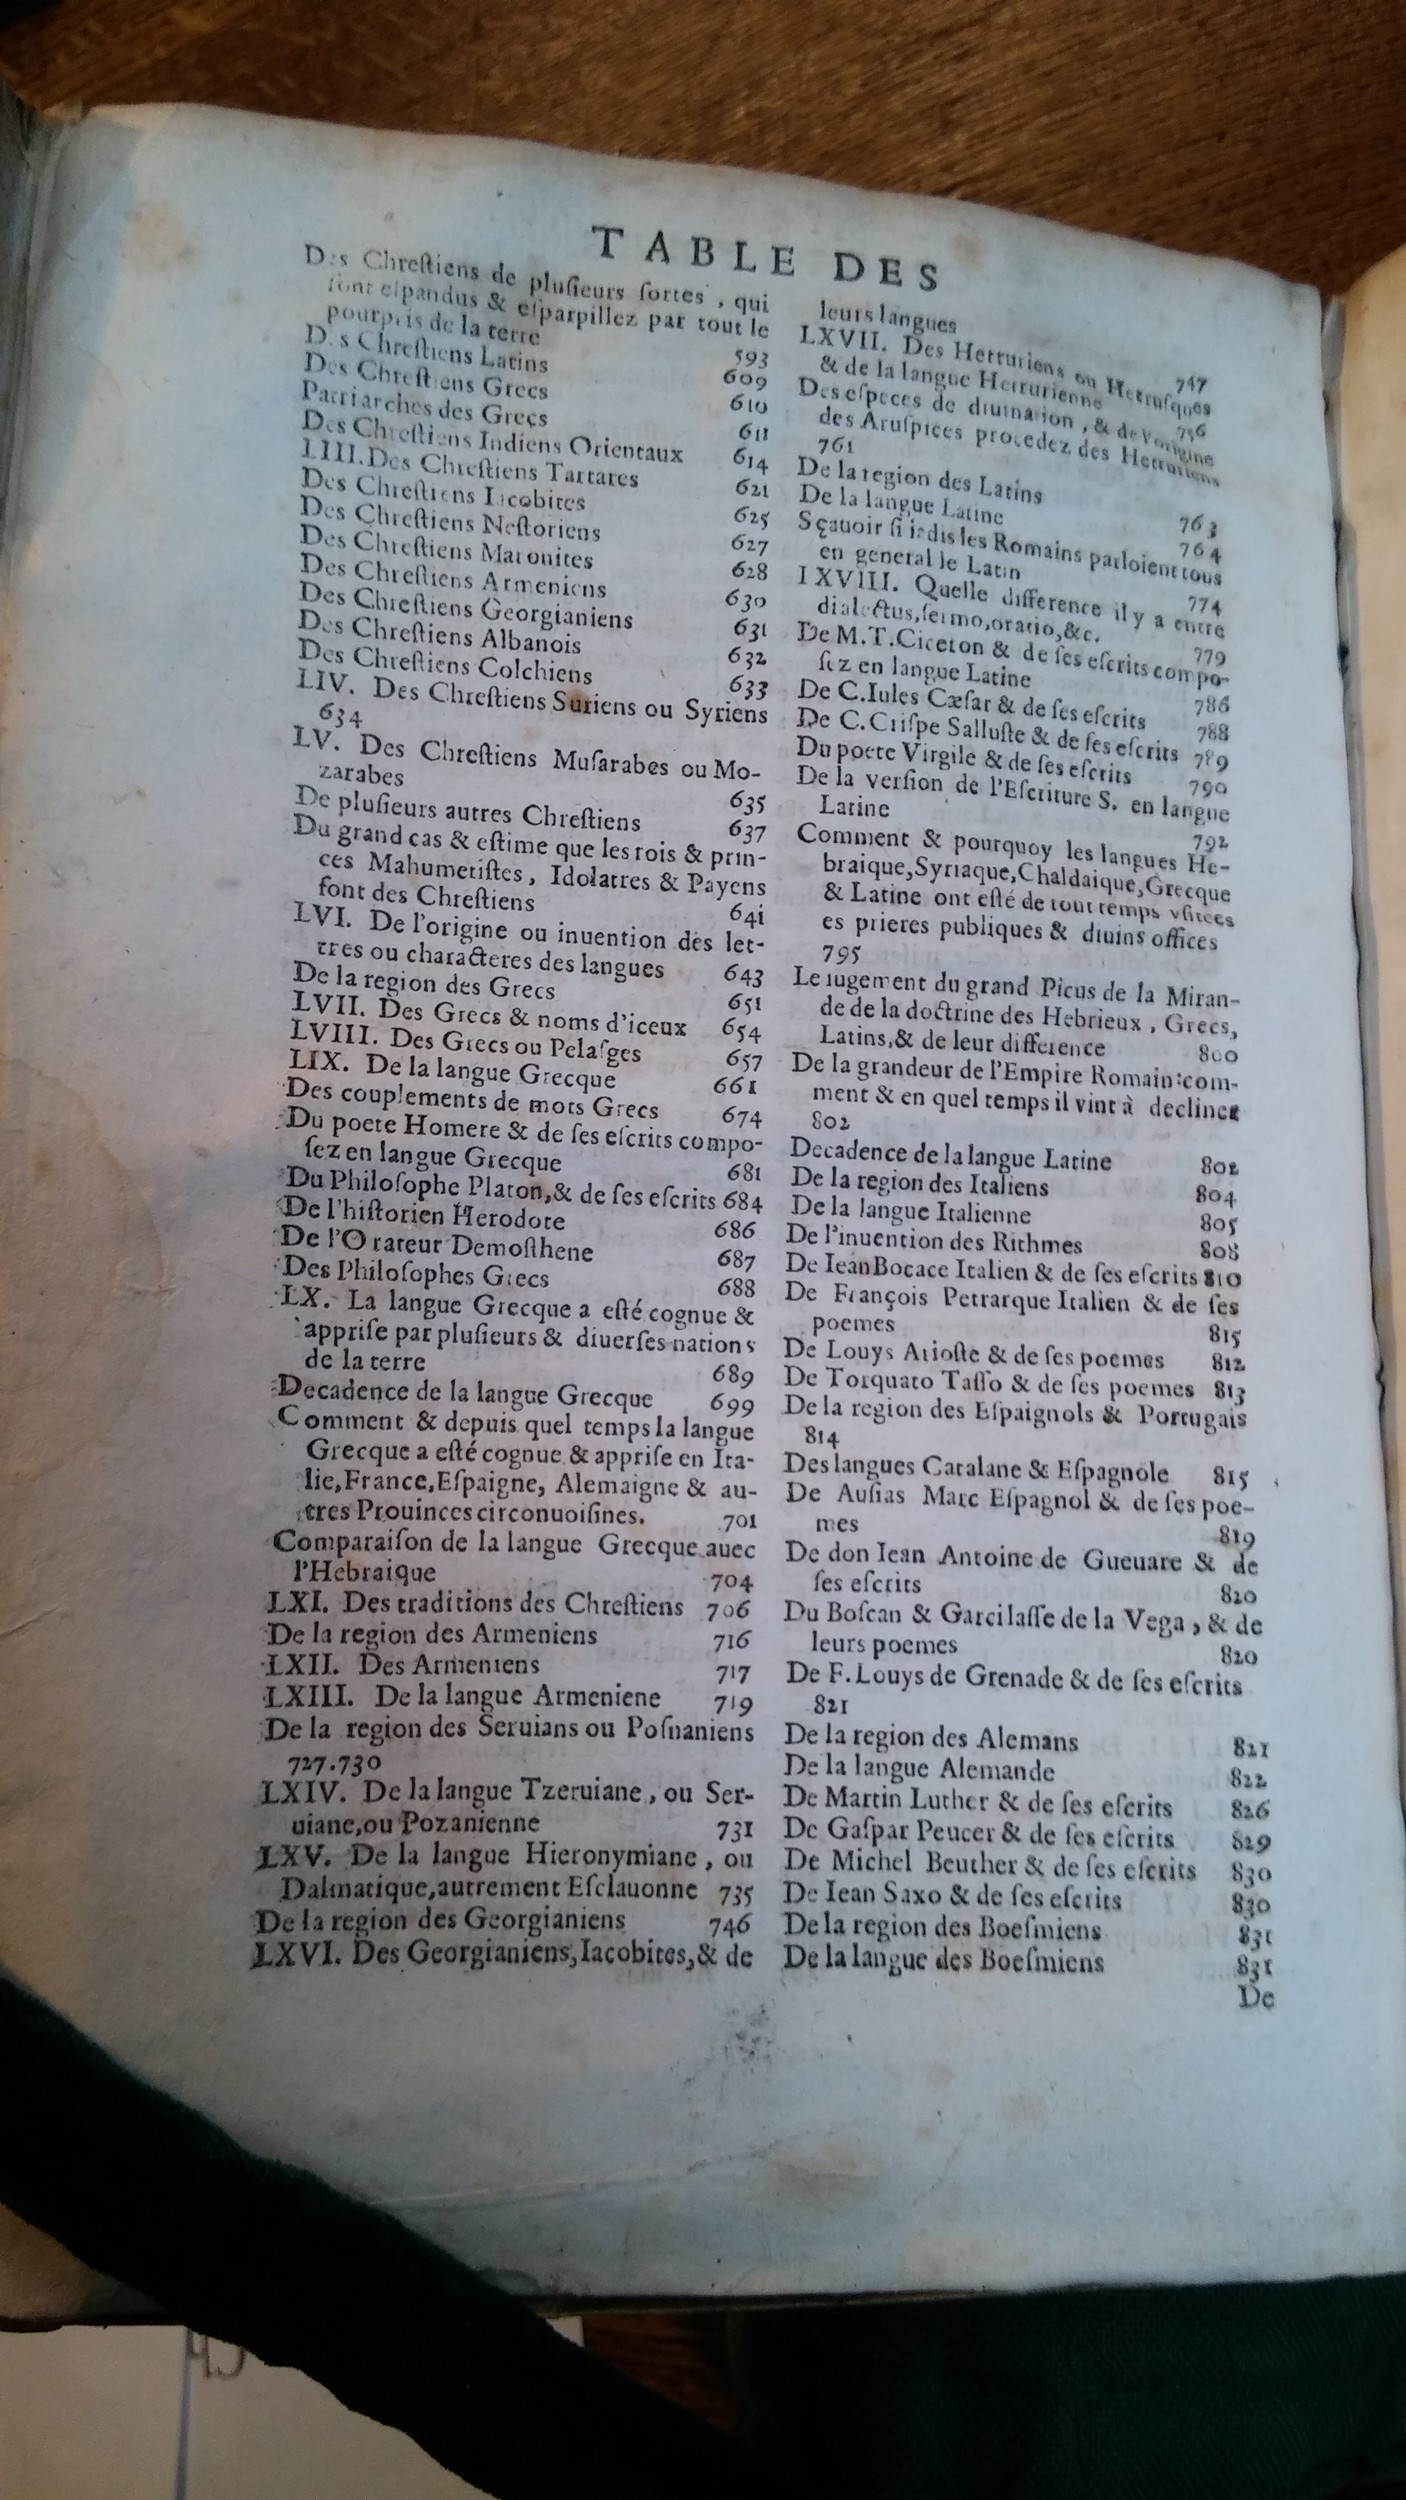 TABLE DES
Des Chreſtiens de pluſieurs ſortes, qui
ſont eſpandus & eſparpillez par tout le
pourpris de la terre 593
Des Chreſtiens Latins 609
Des Chreſtiens Grecs 610
Patriarches des Grecs 611
Des Chreſtiens Indiens Orientaux 614
LIII. Des Chreſtiens Tartares 621
Des Chreſtiens Iacobites 625
Des Chreſtiens Neſtoriens 627
Des Chreſtiens Maronites 628
Des Chreſtiens Armeniens 630
Des Chreſtiens Georgianiens 631
Des Chreſtiens Albanois 632
Des Chreſtiens Colchiens 633
LIV. Des Chreſtiens Suriens ou Syriens
634
LV. Des Chreſtiens Muſarabes ou Mo-
zarabes 635
De pluſieurs autres Chreſtiens 637
Du grand cas & eſtime que les rois & prin-
ces Mahumetiſtes, Idolatres & Payens
font des Chreſtiens 641
LVI. De l'origine ou inuention des let-
tres ou characteres des langues 643
De la region des Grecs 651
LVII. Des Grecs & noms d'iceux 654
LVIII. Des Grecs ou Pelaſges 657
LIX. De la langue Grecque 661
Des couplements de mots Grecs 674
Du poete Homere & de ſes eſcrits compo-
ſez en langue Grecque 681
Du Philoſophe Platon, & de ſes eſcrits 684
De l'hiſtorien Herodote 686
De l'Orateur Demoſthene 687
Des Philoſophes Grecs 688
LX. La langue Grecque a eſté cognue &
appriſe par pluſieurs & diuerſes nations
de la terre 689
Decadence de la langue Grecque 699
Comment & depuis quel temps la langue
Grecque a eſté cognue & appriſe en Ita-
lie, France, Eſpaigne, Alemaigne & au-
tres Prouinces circonuoiſines. 701
Comparaiſon de la langue Grecque auec
l'Hebraique 704
LXI. Des traditions des Chreſtiens 706
De la region des Armeniens 716
LXII. Des Armeniens 717
LXIII. De la langue Armeniene 719
De la region des Seruians ou Poſnaniens
727.730
LXIV. De la langue Tzeruiane, ou Ser-
uiane, ou Pozanienne 731
LXV. De la langue Hieronymiane, ou
Dalmatique, autrement Eſclauonne 735
De la region des Georgianiens 746
LXVI. Des Georgianiens, Iacobites, & de
leurs langues 747
LXVII. Des Hetruriens ou Hetruſques
& de la langue Hetrurienne 756
Des eſpeces de diuination, & de l'origine
des Aruſpices procedez des Hetruriens
761
De la region des Latins 763
De la langue Latine 764
Sçauoir ſi iadis les Romains parloient tous
en general le Latin 774
LXVIII. Quelle difference il y a entre
dialectus, ſermo, oratio, &c. 779
De M.T. Ciceron & de ſes eſcrits compo-
ſez en langue Latine 786
De C. Iules Cæſar & de ſes eſcrits 788
De C. Criſpe Salluſte & de ſes eſcrits 789
Du poete Virgile & de ſes eſcrits 790
De la verſion de l'Eſcriture S. en langue
Latine 792
Comment & pourquoy les langues He-
braique, Syriaque, Chaldaique, Grecque
& Latine ont eſté de tout temps vſitees
es prieres publiques & diuins offices
795
Le iugement du grand Picus de la Miran-
de de la doctrine des Hebrieux, Grecs,
Latins, & de leur difference 800
De la grandeur de l'Empire Romain: com-
ment & en quel temps il vint à decliner
802
Decadence de la langue Latine 802
De la region des Italiens 804
De la langue Italienne 805
De l'inuention des Rithmes 808
De Iean Bocace Italien & de ſes eſcrits 810
De François Petrarque Italien & de ſes
poemes 815
De Louys Arioſte & de ſes poemes 812
De Torquato Taſſo & de ſes poemes 813
De la region des Eſpaignols & Portugais
814
Des langues Catalane & Eſpagnole 815
De Auſias Marc Eſpagnol & de ſes poe-
mes 819
De don Iean Antoine de Gueuare & de
ſes eſcrits 820
Du Boſcan & Garcilaſſe de la Vega, & de
leurs poemes 820
De F. Louys de Grenade & de ſes eſcrits
821
De la region des Alemans 821
De la langue Alemande 822
De Martin Luther & de ſes eſcrits 826
De Gaſpar Peucer & de ſes eſcrits 829
De Michel Beuther & de ſes eſcrits 830
De Iean Saxo & de ſes eſcrits 830
De la region des Boeſmiens 831
De la langue des Boeſmiens 831
De